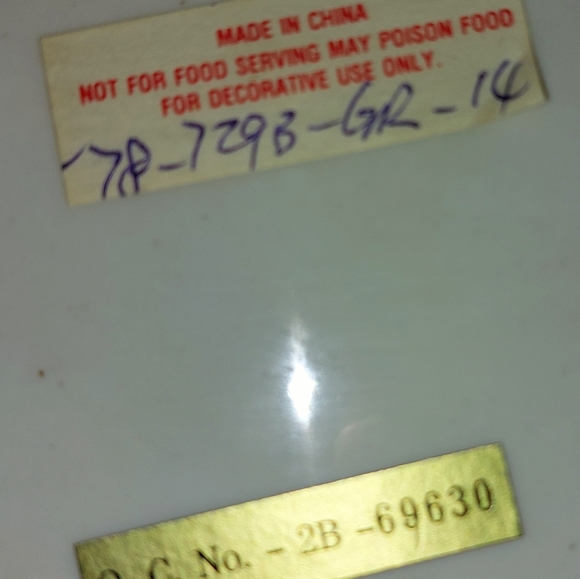 MADE IN CHINA
NOT FOR FOOD SERVING MAY POISON FOOD
FOR DECORATIVE USE ONLY.
78-729B-GR-14
C. No. - 2B -69630